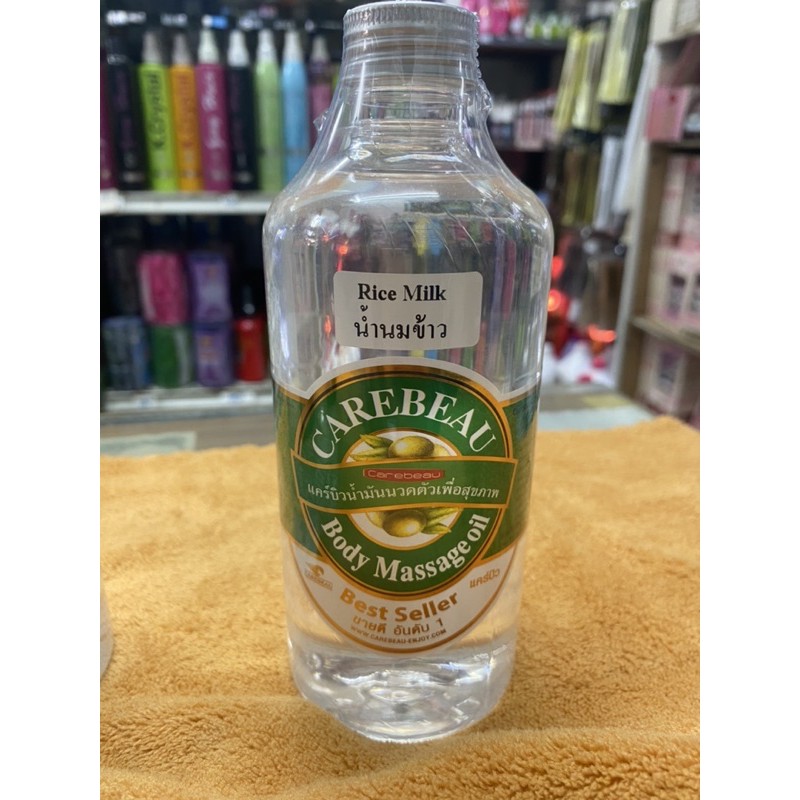 Rice Milk
น้ำนมข้าว
CAREBEAU
Carebeau
แคร์บิวน้ำมันนวดตัวเพื่อสุขภาพ
Body Massage oil
แคร์บิว
Best Seller
ขายดี อันดับ 1
WWW.CAREBEAU-ENJOY.COM
K.Crystal